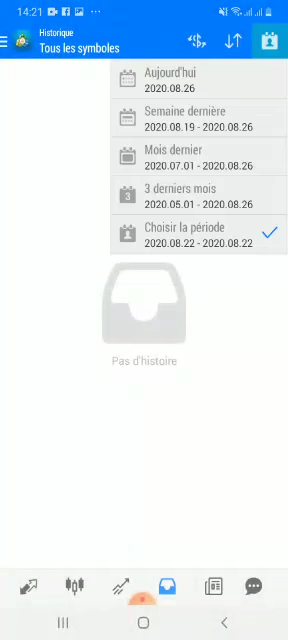 14:21
Historique
Tous les symboles
Aujourd'hui
2020.08.26
Semaine dernière
2020.08.19 - 2020.08.26
Mois dernier
2020.07.01 - 2020.08.26
3 derniers mois
3
2020.05.01 - 2020.08.26
Choisir la période
2020.08.22 - 2020.08.22
Pas d'histoire